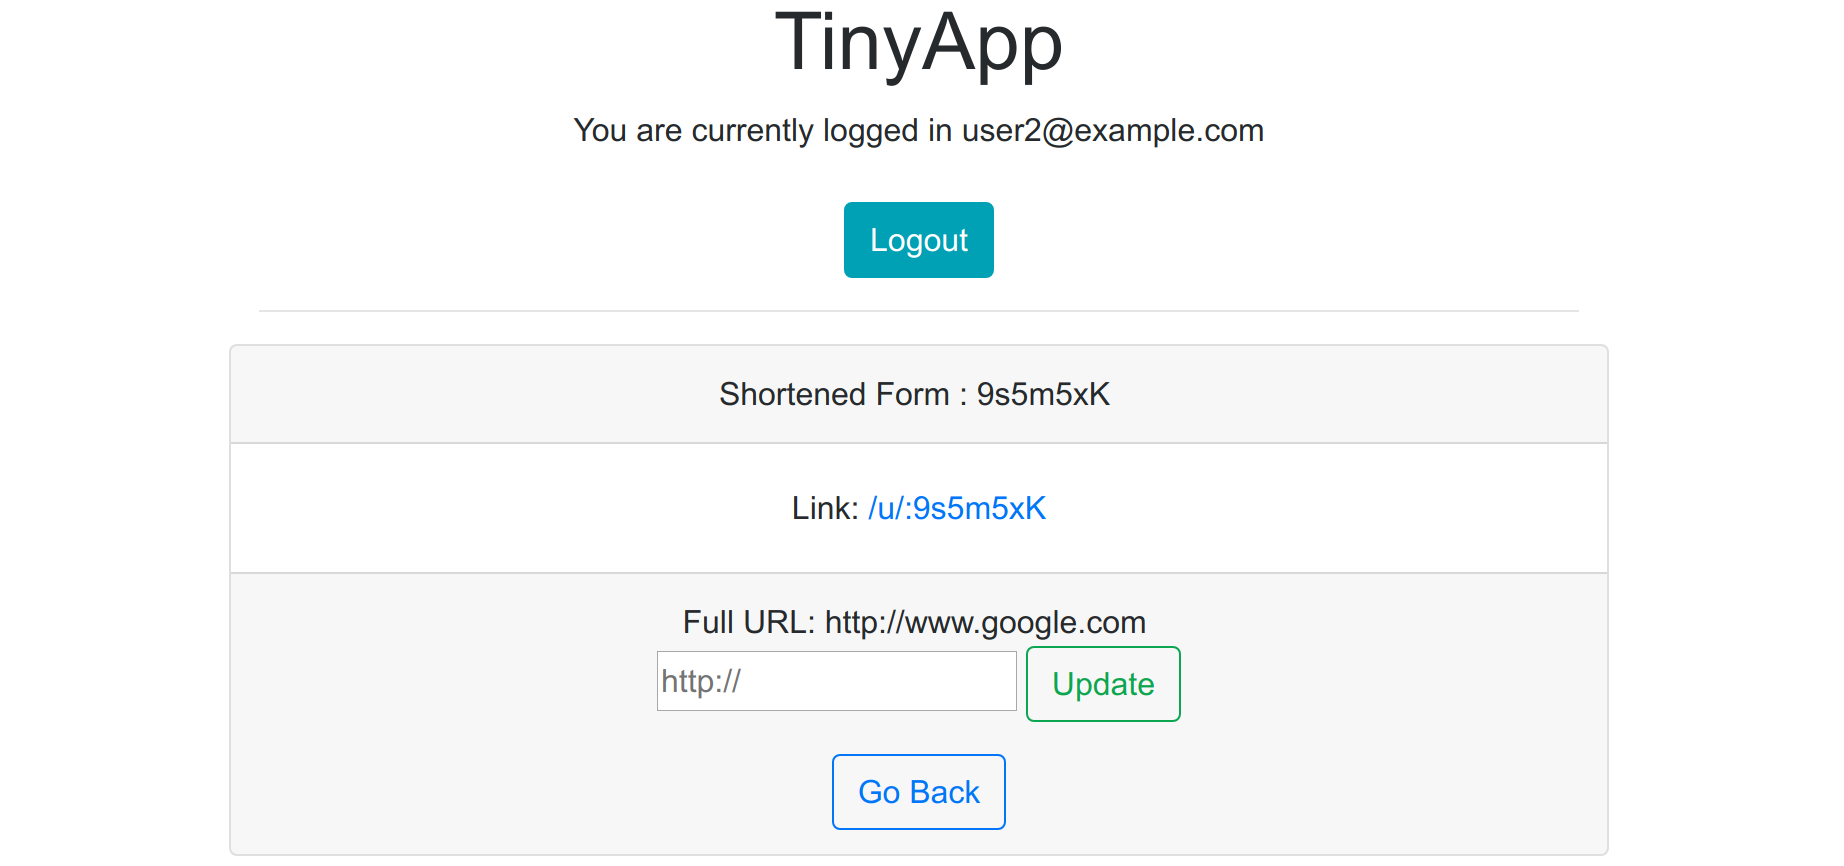 TinyApp
You are currently logged in user2@example.com
Logout
Shortened Form : 9s5m5xK
Link: /u/:9s5m5xK
Full URL: http://www.google.com
http:// Update
Go Back